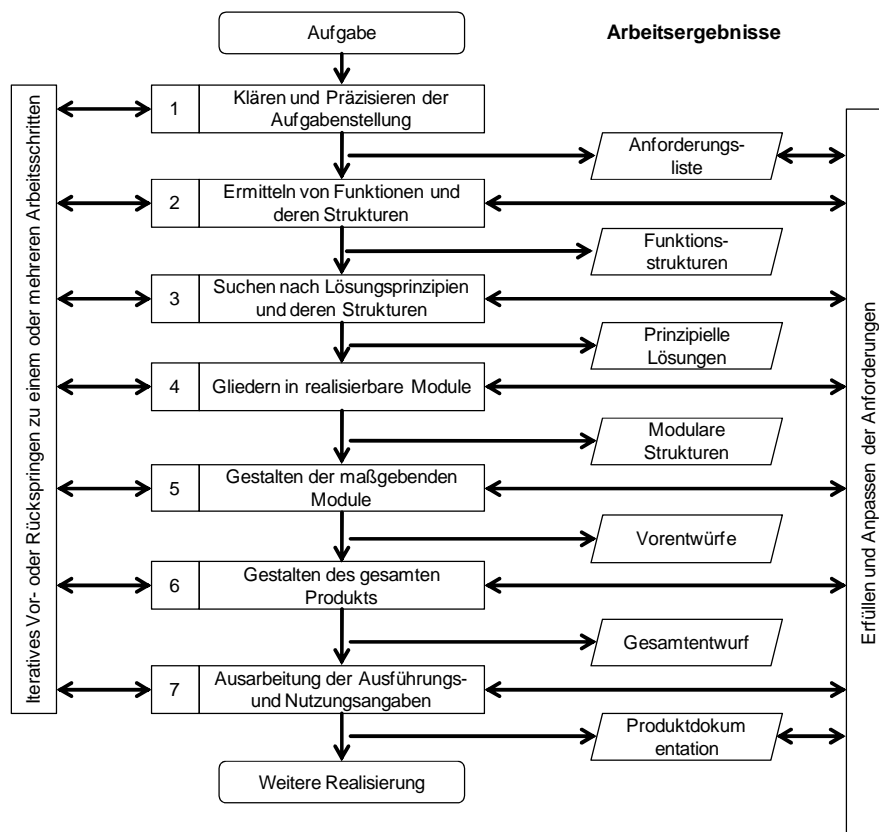 Aufgabe
Arbeitsergebnisse
Iteratives Vor- oder Rückspringen zu einem oder mehreren Arbeitsschritten
1
Klären und Präzisieren der
Aufgabenstellung
Anforderungs-
liste
2
Ermitteln von Funktionen und
deren Strukturen
Funktions-
strukturen
3
Suchen nach Lösungsprinzipien
und deren Strukturen
Prinzipielle
Lösungen
4
Gliedern in realisierbare Module
Modulare
Strukturen
5
Gestalten der maßgebenden
Module
Vorentwürfe
6
Gestalten des gesamten
Produkts
Gesamtentwurf
7
Ausarbeitung der Ausführungs-
und Nutzungsangaben
Produktdokum
entation
Weitere Realisierung
Erfüllen und Anpassen der Anforderungen